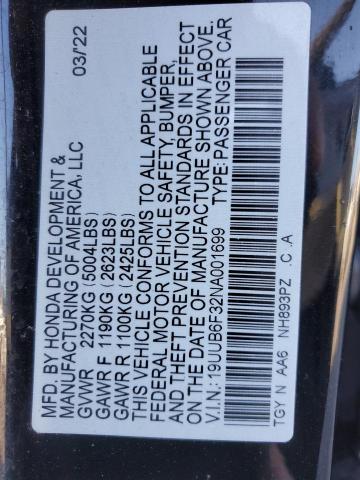 MFD. BY HONDA DEVELOPMENT & 03/22
MANUFACTURING OF AMERICA, LLC
GVWR 2270KG (5004LBS)
GAWR F 1190KG (2623LBS)
GAWR R 1100KG (2425LBS)
THIS VEHICLE CONFORMS TO ALL APPLICABLE
FEDERAL MOTOR VEHICLE SAFETY, BUMPER,
AND THEFT PREVENTION STANDARDS IN EFFECT
ON THE DATE OF MANUFACTURE SHOWN ABOVE.
V.I.N.: 19UUB6F32NA001699 TYPE: PASSENGER CAR
TGY N AA6 NH893PZ .C .A